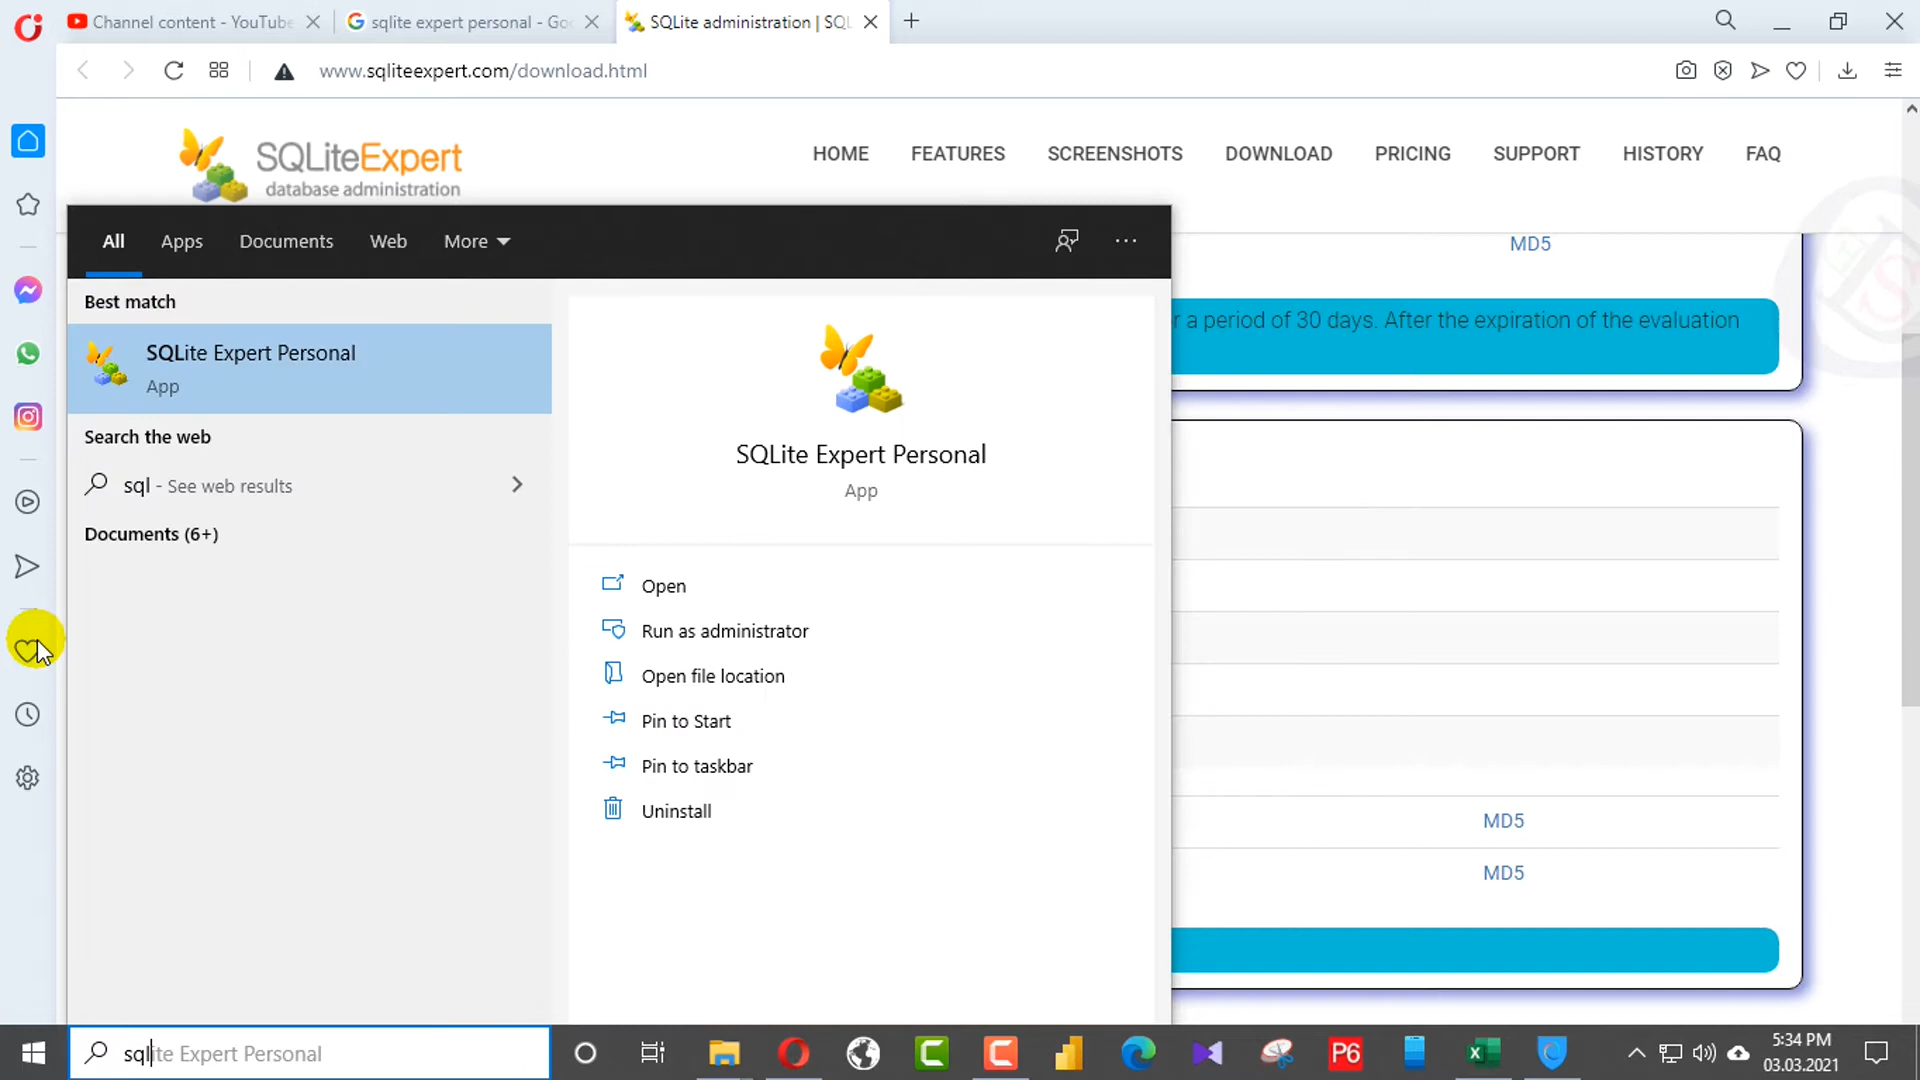 Channel content - YouTube
sqlite expert personal - Goo
SQLite administration | SQL
www.sqliteexpert.com/download.html
SQLiteExpert
database administration
HOME
FEATURES
SCREENSHOTS
DOWNLOAD
PRICING
SUPPORT
HISTORY
FAQ
All
Apps
Documents
Web
More
MD5
Best match
SQLite Expert Personal
App
r a period of 30 days. After the expiration of the evaluation
Search the web
sql - See web results
Documents (6+)
SQLite Expert Personal
App
Open
Run as administrator
Open file location
Pin to Start
Pin to taskbar
Uninstall
MD5
MD5
sqlite Expert Personal
P6
5:34 PM
03.03.2021